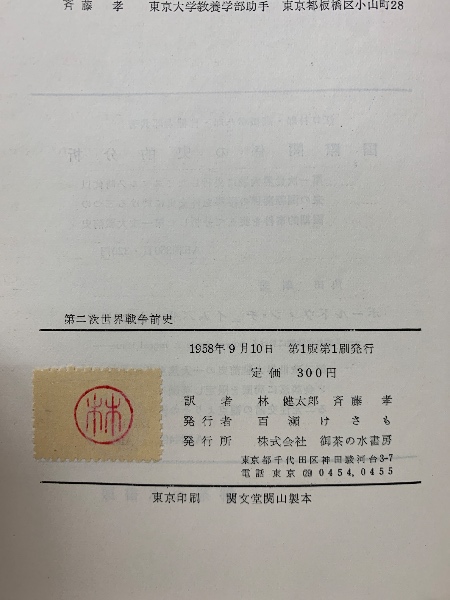 斉藤 孝 東京大学教養学部助手 東京都板橋区小山町28
第二次世界戦争前史
1958年9月10日 第1版第1刷発行
定価 300円
訳者 林 健太郎 斉藤 孝
発行者 百瀬けさも
発行所 株式会社 御茶の水書房
東京都千代田区神田駿河台3-7
電話 東京 (29) 0454, 0455
林
東京印刷 関文堂関山製本